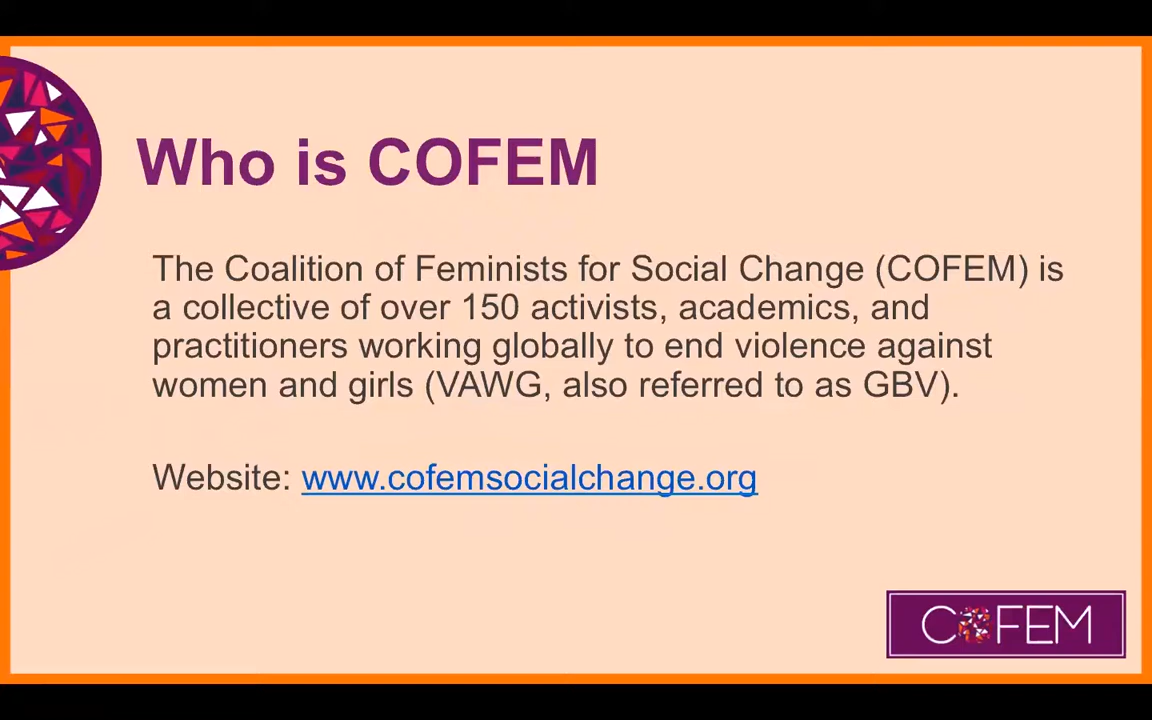 Who is COFEM
The Coalition of Feminists for Social Change (COFEM) is
a collective of over 150 activists, academics, and
practitioners working globally to end violence against
women and girls (VAWG, also referred to as GBV).
Website: www.cofemsocialchange.org
COFEM